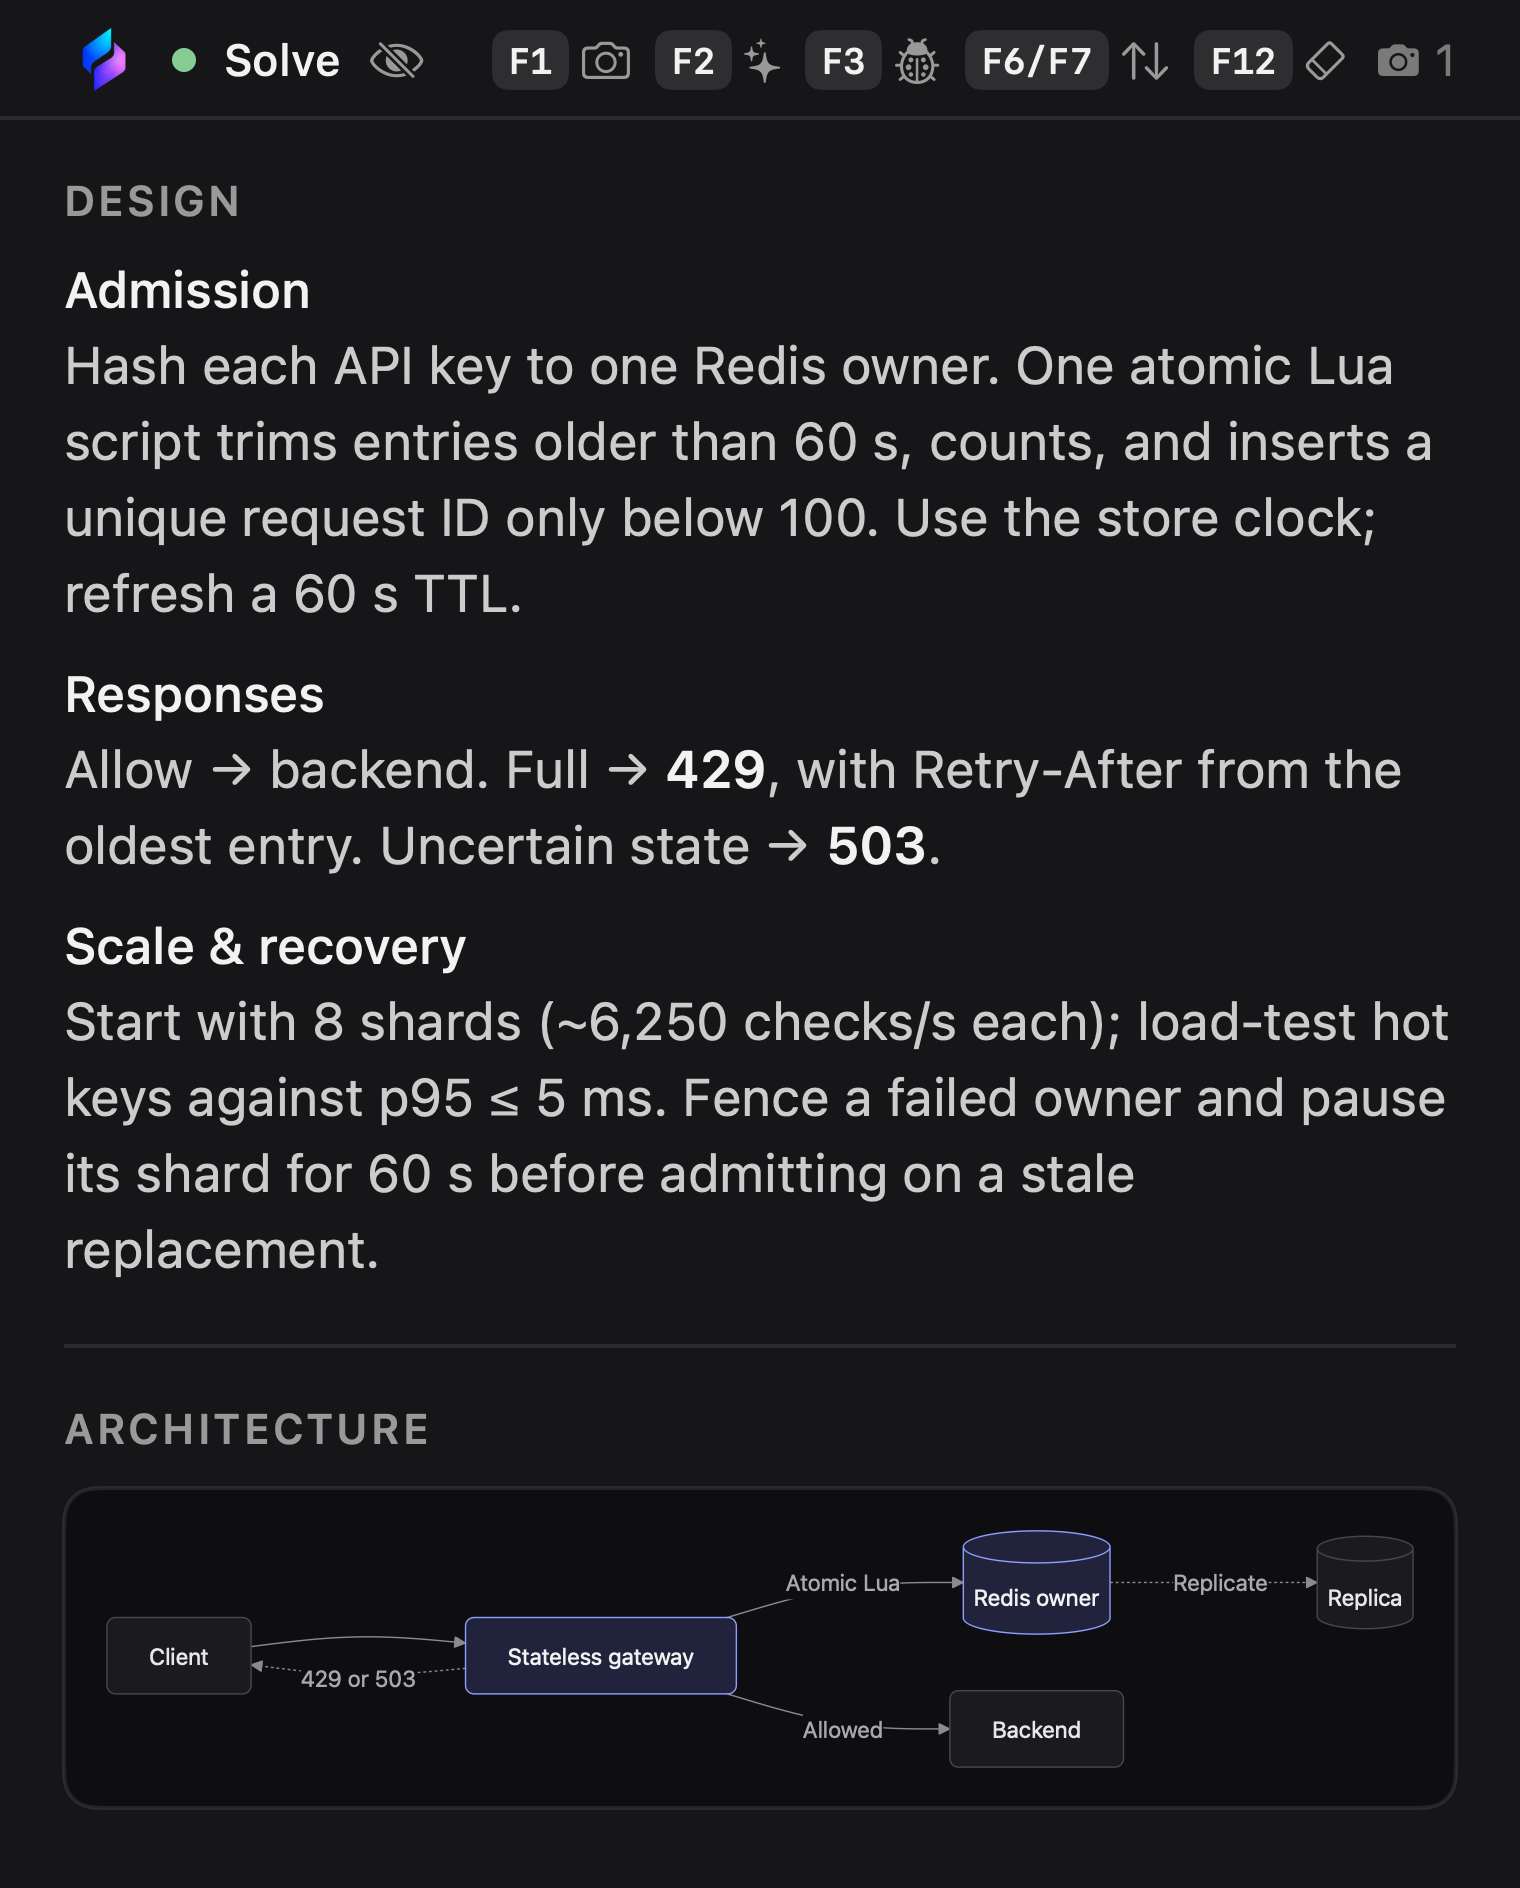 Solve F1 F2 F3 F6/F7 F12 1
DESIGN
Admission
Hash each API key to one Redis owner. One atomic Lua
script trims entries older than 60 s, counts, and inserts a
unique request ID only below 100. Use the store clock;
refresh a 60 s TTL.
Responses
Allow → backend. Full → 429, with Retry-After from the
oldest entry. Uncertain state → 503.
Scale & recovery
Start with 8 shards (~6,250 checks/s each); load-test hot
keys against p95 ≤ 5 ms. Fence a failed owner and pause
its shard for 60 s before admitting on a stale
replacement.
ARCHITECTURE
Client
429 or 503
Stateless gateway
Atomic Lua
Redis owner
Replicate
Replica
Allowed
Backend